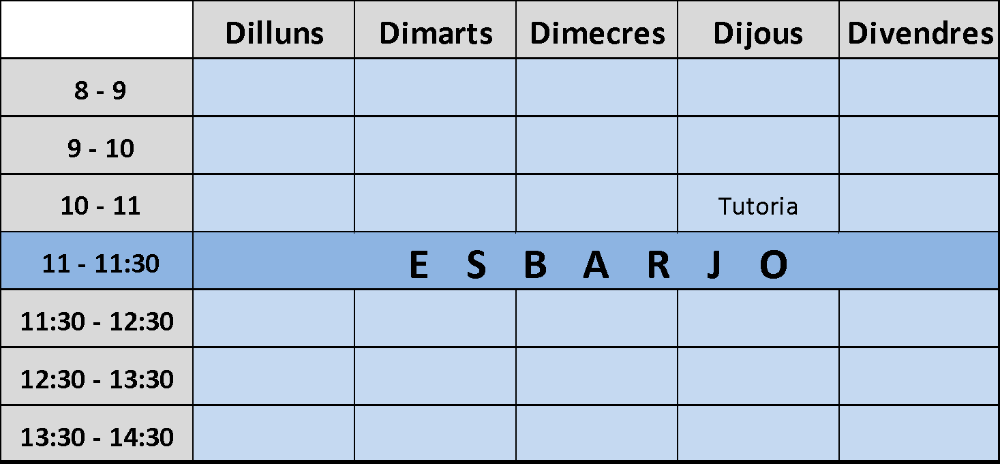 Dilluns Dimarts Dimecres Dijous Divendres
8 - 9
9 - 10
10 - 11 Tutoria
11 - 11:30 E S B A R J O
11:30 - 12:30
12:30 - 13:30
13:30 - 14:30